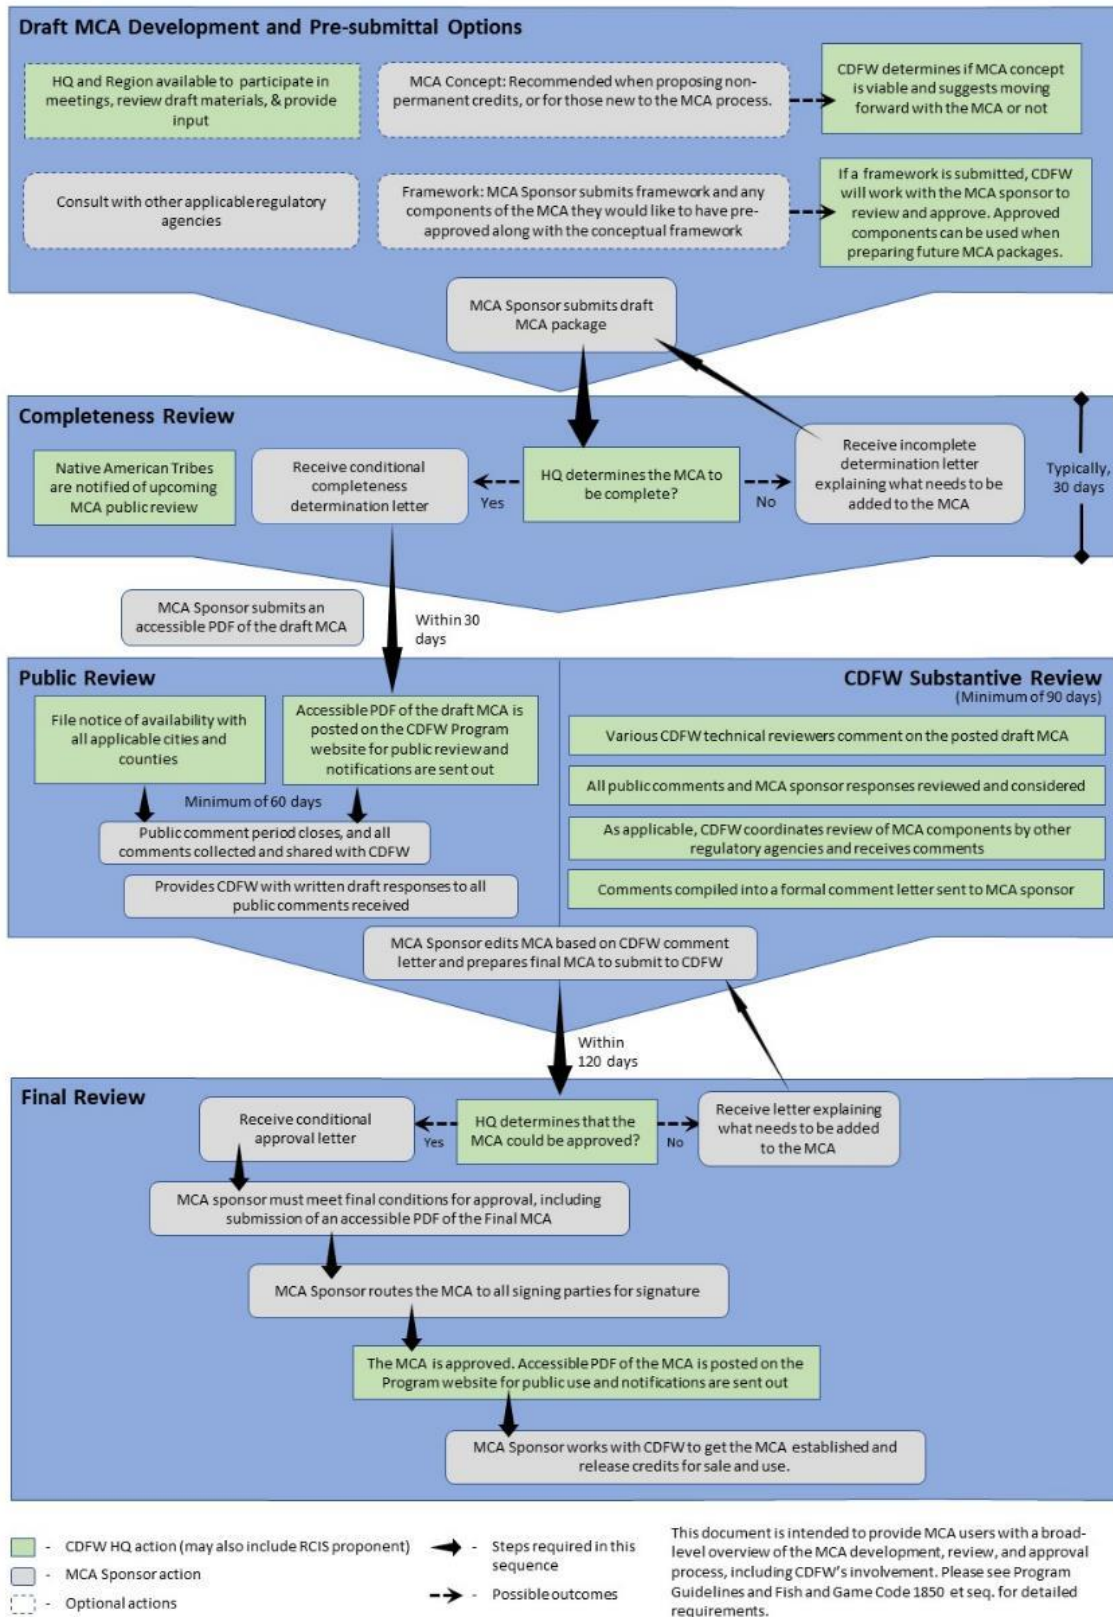 Draft MCA Development and Pre-submittal Options
HQ and Region available to participate in
meetings, review draft materials, & provide
input
MCA Concept: Recommended when proposing non-
permanent credits, or for those new to the MCA process.
CDFW determines if MCA concept
is viable and suggests moving
forward with the MCA or not
Consult with other applicable regulatory
agencies
Framework: MCA Sponsor submits framework and any
components of the MCA they would like to have pre-
approved along with the conceptual framework
If a framework is submitted, CDFW
will work with the MCA sponsor to
review and approve. Approved
components can be used when
preparing future MCA packages.
MCA Sponsor submits draft
MCA package
Completeness Review
Native American Tribes
are notified of upcoming
MCA public review
Receive conditional
completeness
determination letter
Yes
HQ determines the MCA to
be complete?
No
Receive incomplete
determination letter
explaining what needs to be
added to the MCA
Typically,
30 days
MCA Sponsor submits an
accessible PDF of the draft MCA
Within 30
days
Public Review
File notice of availability with
all applicable cities and
counties
Accessible PDF of the draft MCA is
posted on the CDFW Program
website for public review and
notifications are sent out
Minimum of 60 days
Public comment period closes, and all
comments collected and shared with CDFW
Provides CDFW with written draft responses to all
public comments received
CDFW Substantive Review
(Minimum of 90 days)
Various CDFW technical reviewers comment on the posted draft MCA
All public comments and MCA sponsor responses reviewed and considered
As applicable, CDFW coordinates review of MCA components by other
regulatory agencies and receives comments
Comments compiled into a formal comment letter sent to MCA sponsor
MCA Sponsor edits MCA based on CDFW comment
letter and prepares final MCA to submit to CDFW
Within
120 days
Final Review
Receive conditional
approval letter
Yes
HQ determines that the
MCA could be approved?
No
Receive letter explaining
what needs to be added
to the MCA
MCA sponsor must meet final conditions for approval, including
submission of an accessible PDF of the Final MCA
MCA Sponsor routes the MCA to all signing parties for signature
The MCA is approved. Accessible PDF of the MCA is posted on the
Program website for public use and notifications are sent out
MCA Sponsor works with CDFW to get the MCA established and
release credits for sale and use.
- CDFW HQ action (may also include RCIS proponent)
- MCA Sponsor action
- Optional actions
- Steps required in this
sequence
- Possible outcomes
This document is intended to provide MCA users with a broad-
level overview of the MCA development, review, and approval
process, including CDFW's involvement. Please see Program
Guidelines and Fish and Game Code 1850 et seq. for detailed
requirements.